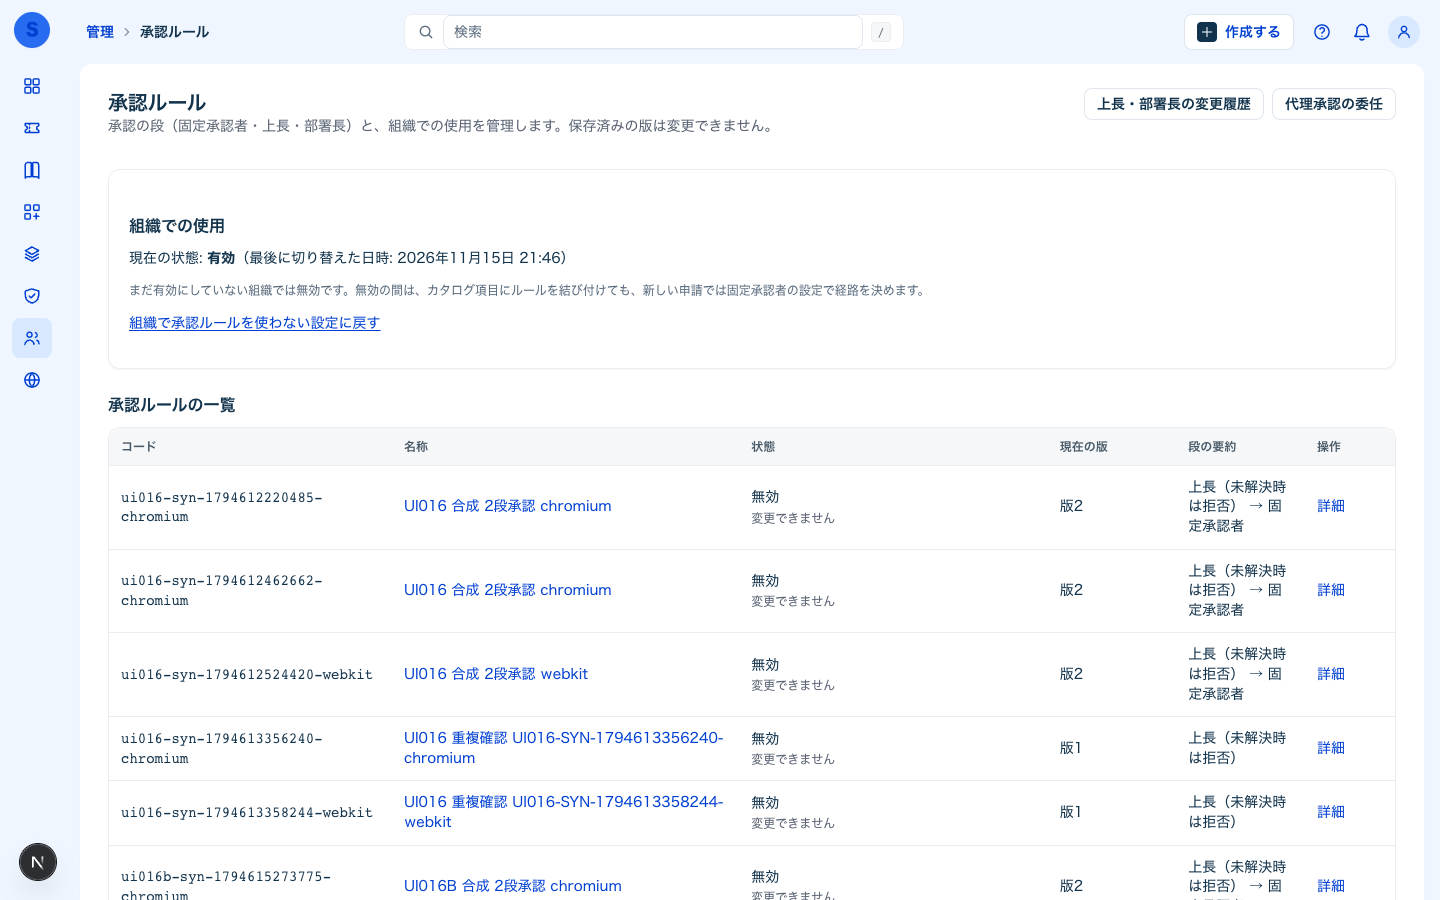 S
管理 › 承認ルール
検索
/
作成する
承認ルール
上長・部署長の変更履歴
代理承認の委任
承認の段（固定承認者・上長・部署長）と、組織での使用を管理します。保存済みの版は変更できません。
組織での使用
現在の状態: 有効（最後に切り替えた日時: 2026年11月15日 21:46）
まだ有効にしていない組織では無効です。無効の間は、カタログ項目にルールを結び付けても、新しい申請では固定承認者の設定で経路を決めます。
組織で承認ルールを使わない設定に戻す
承認ルールの一覧
コード 名称 状態 現在の版 段の要約 操作
ui016-syn-1794612220485-
chromium
UI016 合成 2段承認 chromium
無効
変更できません
版2
上長（未解決時
は拒否） → 固
定承認者
詳細
ui016-syn-1794612462662-
chromium
UI016 合成 2段承認 chromium
無効
変更できません
版2
上長（未解決時
は拒否） → 固
定承認者
詳細
ui016-syn-1794612524420-webkit
UI016 合成 2段承認 webkit
無効
変更できません
版2
上長（未解決時
は拒否） → 固
定承認者
詳細
ui016-syn-1794613356240-
chromium
UI016 重複確認 UI016-SYN-1794613356240-
chromium
無効
変更できません
版1
上長（未解決時
は拒否）
詳細
ui016-syn-1794613358244-webkit
UI016 重複確認 UI016-SYN-1794613358244-
webkit
無効
変更できません
版1
上長（未解決時
は拒否）
詳細
ui016b-syn-1794615273775-
chromium
UI016B 合成 2段承認 chromium
無効
変更できません
版2
上長（未解決時
は拒否） → 固
詳細
N